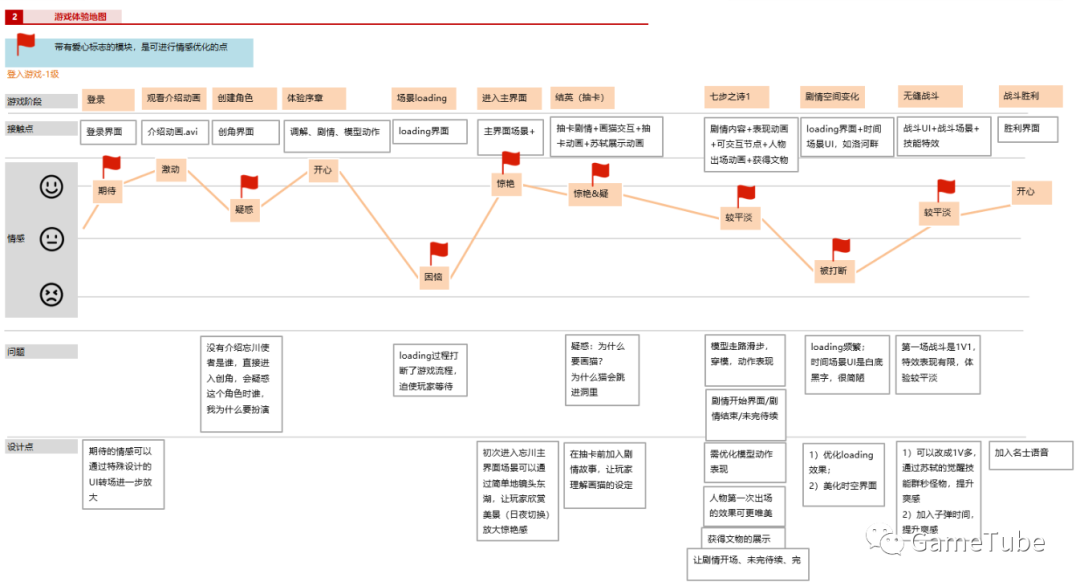 2 游戏体验地图
带有爱心标志的模块，是可进行情感优化的点
登入游戏-1级
游戏阶段
登录
观看介绍动画
创建角色
体验序章
场景loading
进入主界面
结英（抽卡）
七步之诗1
剧情空间变化
无缝战斗
战斗胜利
接触点
登录界面
介绍动画.avi
创角界面
调解、剧情、模型动作
loading界面
主界面场景+
抽卡剧情+画猫交互+抽
卡动画+苏轼展示动画
剧情内容+表现动画
+可交互节点+人物
出场动画+获得文物
loading界面+时间
场景UI，如洛河畔
战斗UI+战斗场景+
技能特效
胜利界面
情感
期待
激动
疑惑
开心
困恼
惊艳
惊艳&疑
较平淡
被打断
较平淡
开心
问题
没有介绍忘川使
者是谁，直接进
入创角，会疑惑
这个角色时谁，
我为什么要扮演
loading过程打
断了游戏流程，
迫使玩家等待
疑惑：为什么
要画猫？
为什么猫会跳
进洞里
模型走路滑步，
穿模，动作表现
剧情开始界面/剧
情结束/未完待续
loading频繁；
时间场景UI是白底
黑字，很简陋
第一场战斗是1V1，
特效表现有限，体
验较平淡
设计点
期待的情感可以
通过特殊设计的
UI转场进一步放
大
初次进入忘川主
界面场景可以通
过简单地镜头东
湖，让玩家欣赏
美景（日夜切换）
放大惊艳感
在抽卡前加入剧
情故事，让玩家
理解画猫的设定
需优化模型动作
表现
人物第一次出场
的效果可更唯美
获得文物的展示
让剧情开场、未完待续、完
1）优化loading
效果；
2）美化时空界面
1）可以改成1V多，
通过苏轼的觉醒技
能群秒怪物，提升
爽感
2）加入子弹时间，
提升爽感
加入名士语音
GameTube